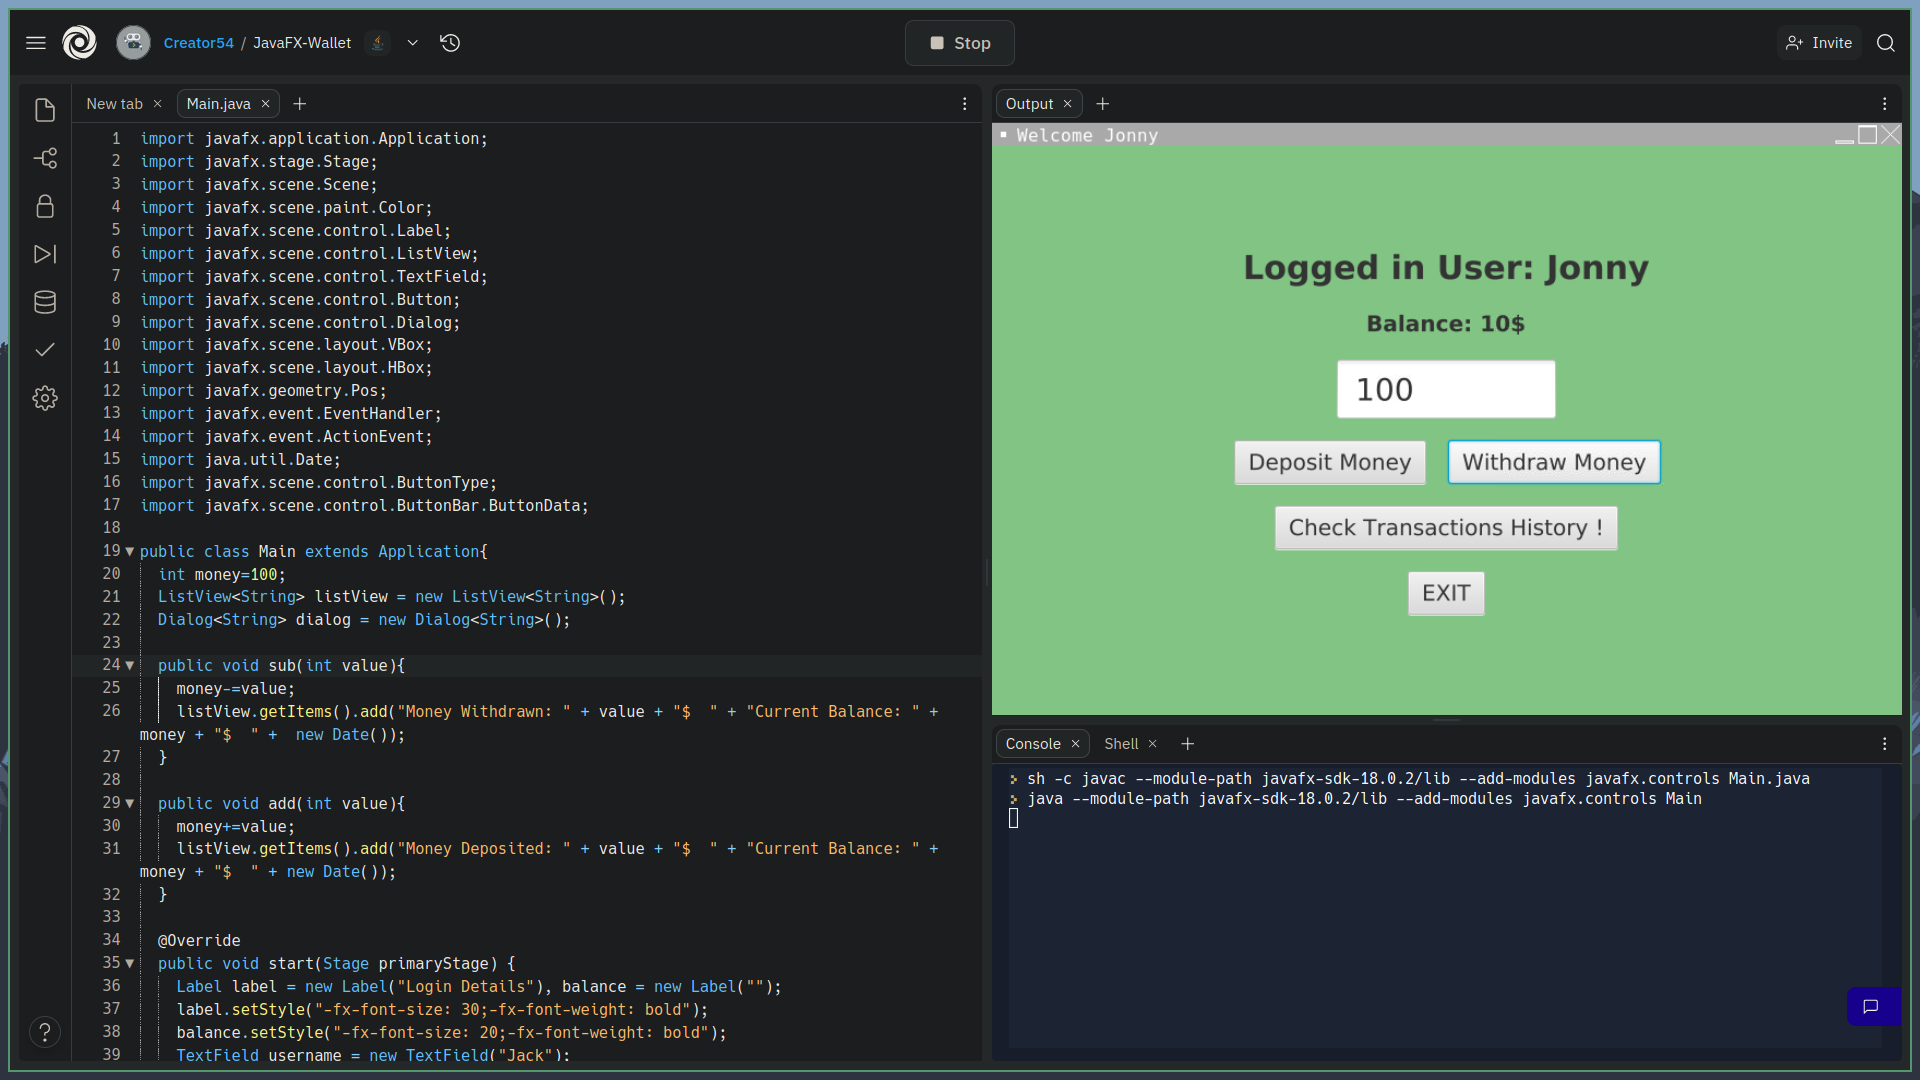 Creator54 / JavaFX-Wallet
Stop
Invite
New tab
Main.java
1 import javafx.application.Application;
2 import javafx.stage.Stage;
3 import javafx.scene.Scene;
4 import javafx.scene.paint.Color;
5 import javafx.scene.control.Label;
6 import javafx.scene.control.ListView;
7 import javafx.scene.control.TextField;
8 import javafx.scene.control.Button;
9 import javafx.scene.control.Dialog;
10 import javafx.scene.layout.VBox;
11 import javafx.scene.layout.HBox;
12 import javafx.geometry.Pos;
13 import javafx.event.EventHandler;
14 import javafx.event.ActionEvent;
15 import java.util.Date;
16 import javafx.scene.control.ButtonType;
17 import javafx.scene.control.ButtonBar.ButtonData;
18
19 public class Main extends Application{
20 int money=100;
21 ListView<String> listView = new ListView<String>();
22 Dialog<String> dialog = new Dialog<String>();
23
24 public void sub(int value){
25 money-=value;
26 listView.getItems().add("Money Withdrawn: " + value + "$  " + "Current Balance: " +
money + "$  " +  new Date());
27 }
28
29 public void add(int value){
30 money+=value;
31 listView.getItems().add("Money Deposited: " + value + "$  " + "Current Balance: " +
money + "$  " + new Date());
32 }
33
34 @Override
35 public void start(Stage primaryStage) {
36 Label label = new Label("Login Details"), balance = new Label("");
37 label.setStyle("-fx-font-size: 30;-fx-font-weight: bold");
38 balance.setStyle("-fx-font-size: 20;-fx-font-weight: bold");
39 TextField username = new TextField("Jack");
?
Output
Welcome Jonny
Logged in User: Jonny
Balance: 10$
100
Deposit Money
Withdraw Money
Check Transactions History !
EXIT
Console
Shell
sh -c javac --module-path javafx-sdk-18.0.2/lib --add-modules javafx.controls Main.java
java --module-path javafx-sdk-18.0.2/lib --add-modules javafx.controls Main